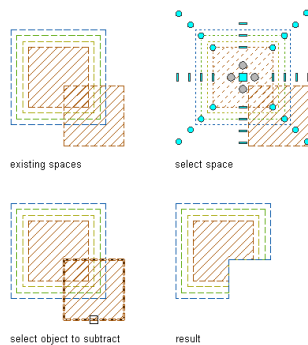 existing spaces
select space
select object to subtract
result